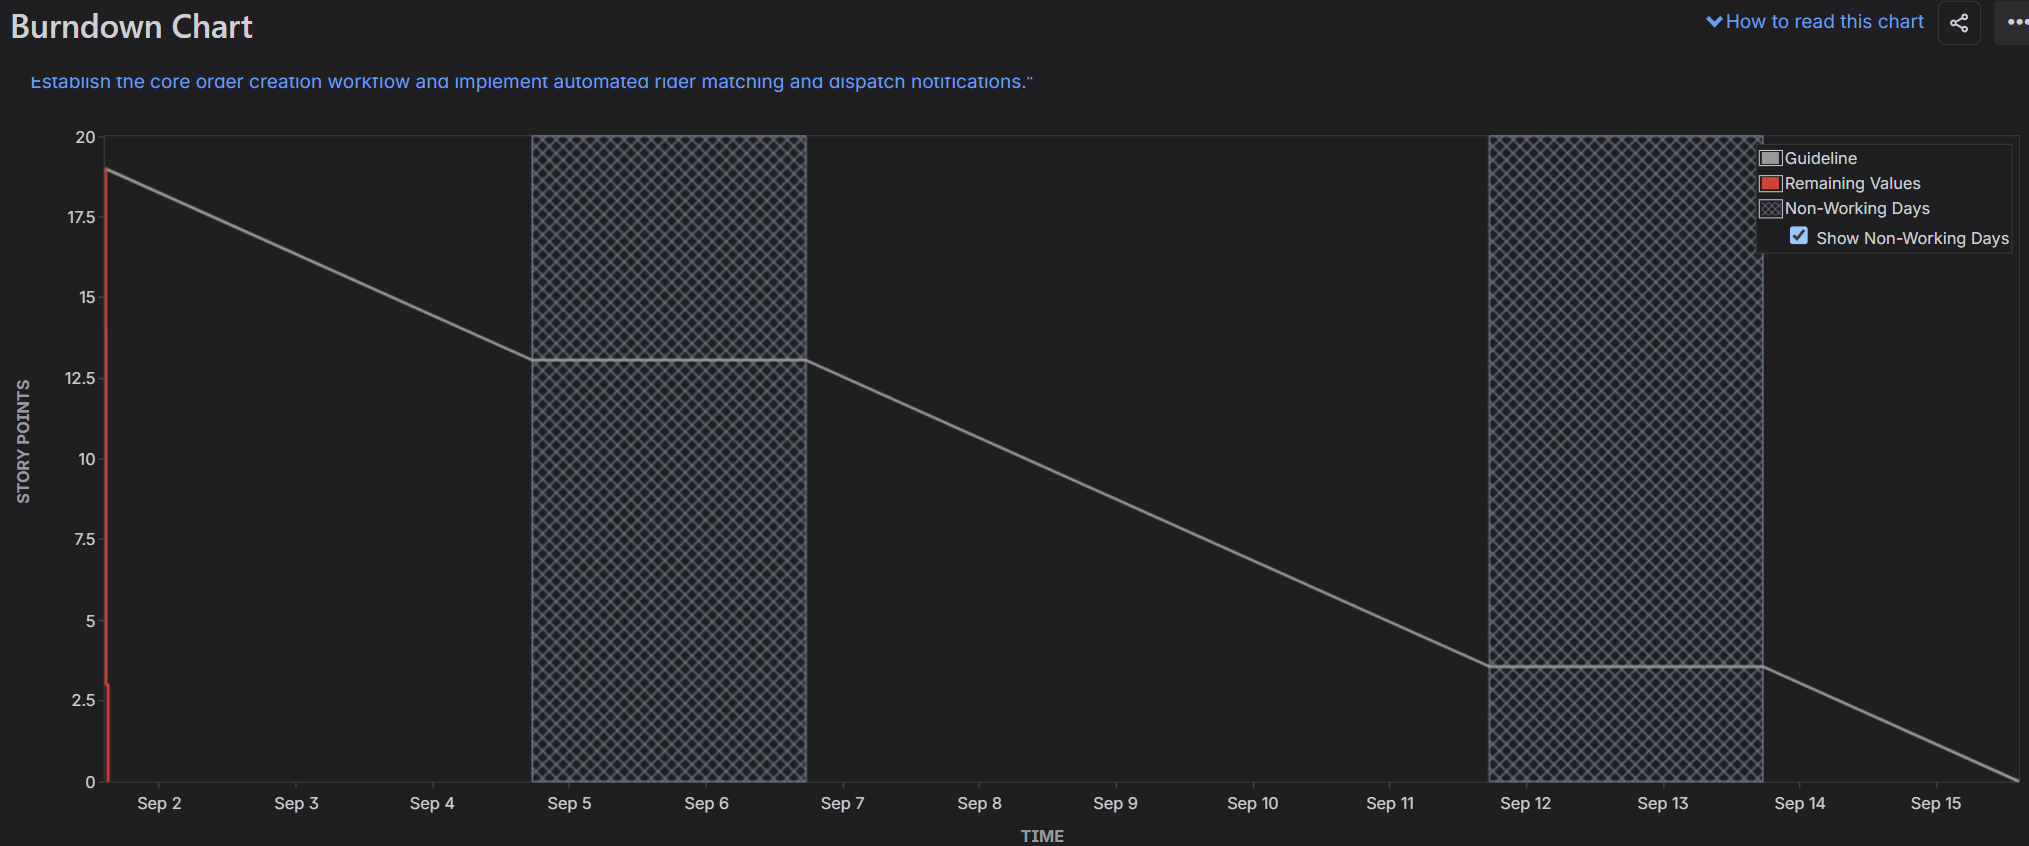 Burndown Chart
How to read this chart
Establish the core order creation workflow and implement automated rider matching and dispatch notifications."
20
17.5
15
12.5
10
7.5
5
2.5
0
STORY POINTS
Guideline
Remaining Values
Non-Working Days
Show Non-Working Days
Sep 2 Sep 3 Sep 4 Sep 5 Sep 6 Sep 7 Sep 8 Sep 9 Sep 10 Sep 11 Sep 12 Sep 13 Sep 14 Sep 15
TIME